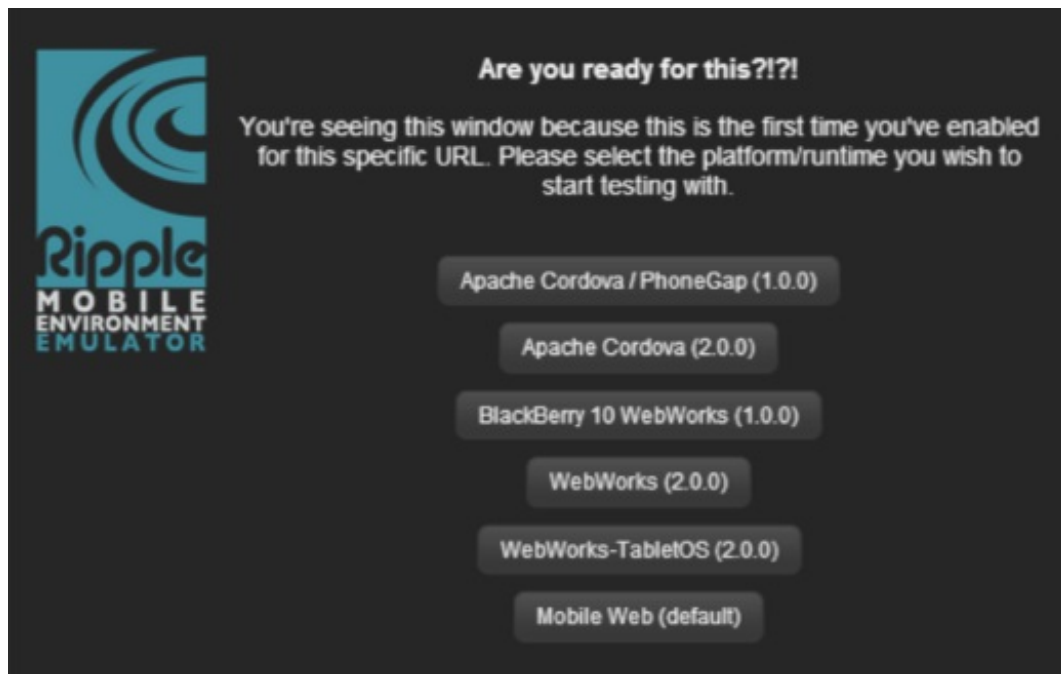 Ripple
MOBILE
ENVIRONMENT
EMULATOR
Are you ready for this?!?!
You're seeing this window because this is the first time you've enabled
for this specific URL. Please select the platform/runtime you wish to
start testing with.
Apache Cordova / PhoneGap (1.0.0)
Apache Cordova (2.0.0)
BlackBerry 10 WebWorks (1.0.0)
WebWorks (2.0.0)
WebWorks-TabletOS (2.0.0)
Mobile Web (default)